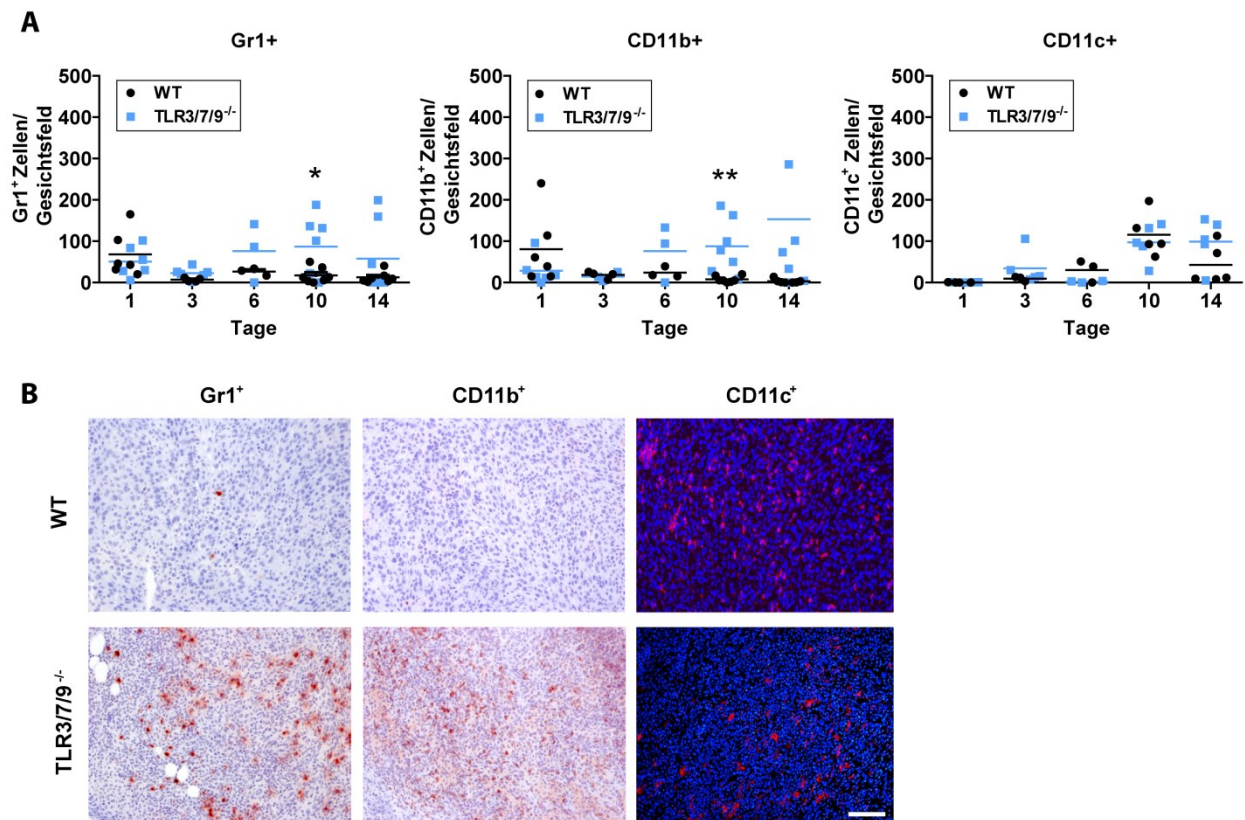 A
Gr1+
500
400
300
200
100
0
WT
TLR3/7/9-/-
*
1 3 6 10 14
Tage
Gr1+ Zellen/
Gesichtsfeld
CD11b+
500
400
300
200
100
0
WT
TLR3/7/9-/-
**
1 3 6 10 14
Tage
CD11b+ Zellen/
Gesichtsfeld
CD11c+
500
400
300
200
100
0
WT
TLR3/7/9-/-
1 3 6 10 14
Tage
CD11c+ Zellen/
Gesichtsfeld
B
Gr1+ CD11b+ CD11c+
WT
TLR3/7/9-/-